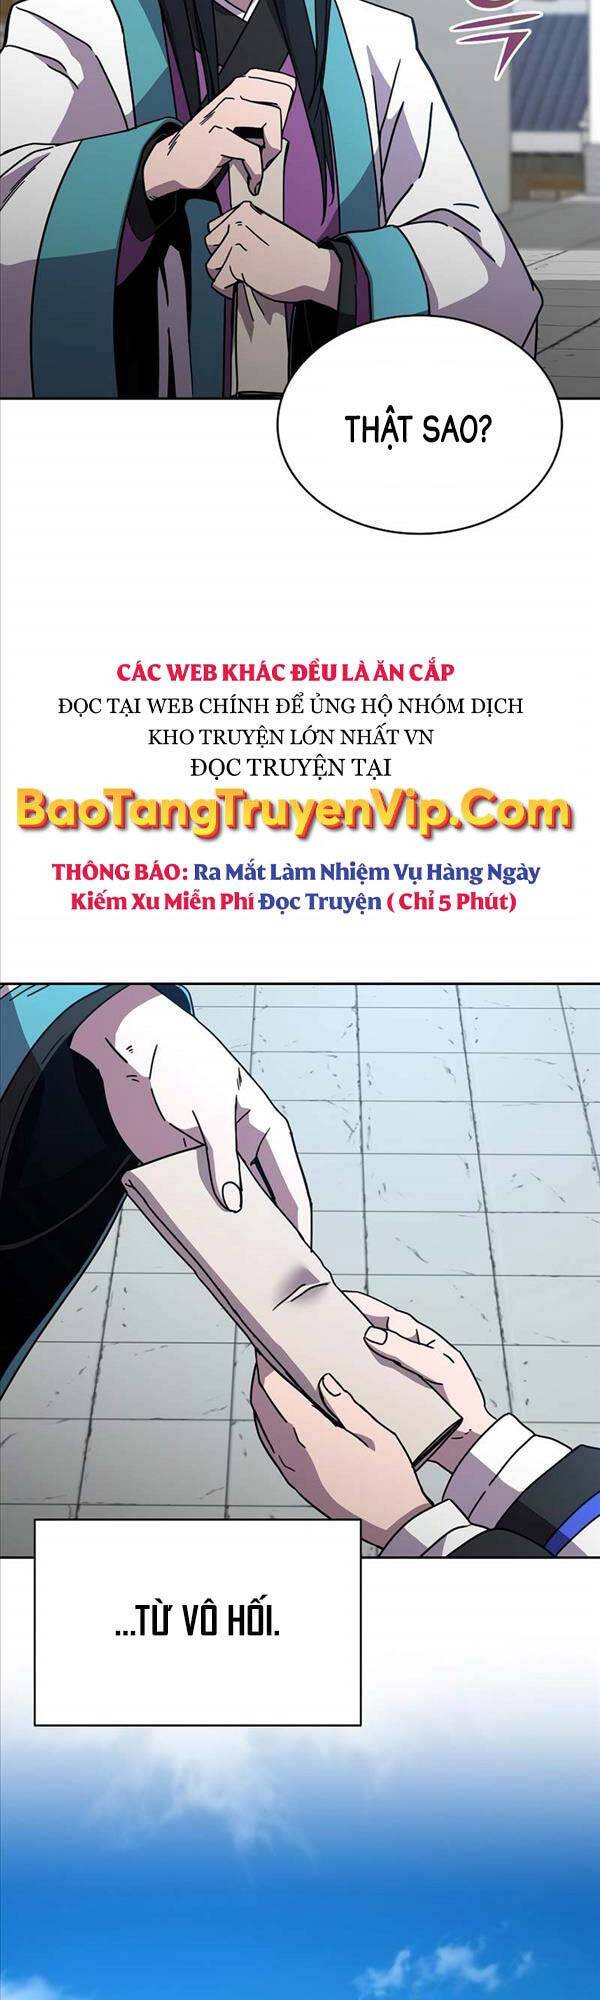 THẬT SAO?
CÁC WEB KHÁC ĐỀU LÀ ĂN CẮP
ĐỌC TẠI WEB CHÍNH ĐỂ ỦNG HỘ NHÓM DỊCH
KHO TRUYỆN LỚN NHẤT VN
ĐỌC TRUYỆN TẠI
BaoTangTruyenVip.Com
THÔNG BÁO: Ra Mắt Làm Nhiệm Vụ Hàng Ngày
Kiếm Xu Miễn Phí Đọc Truyện ( Chỉ 5 Phút)
...TỪ VÔ HỐI.